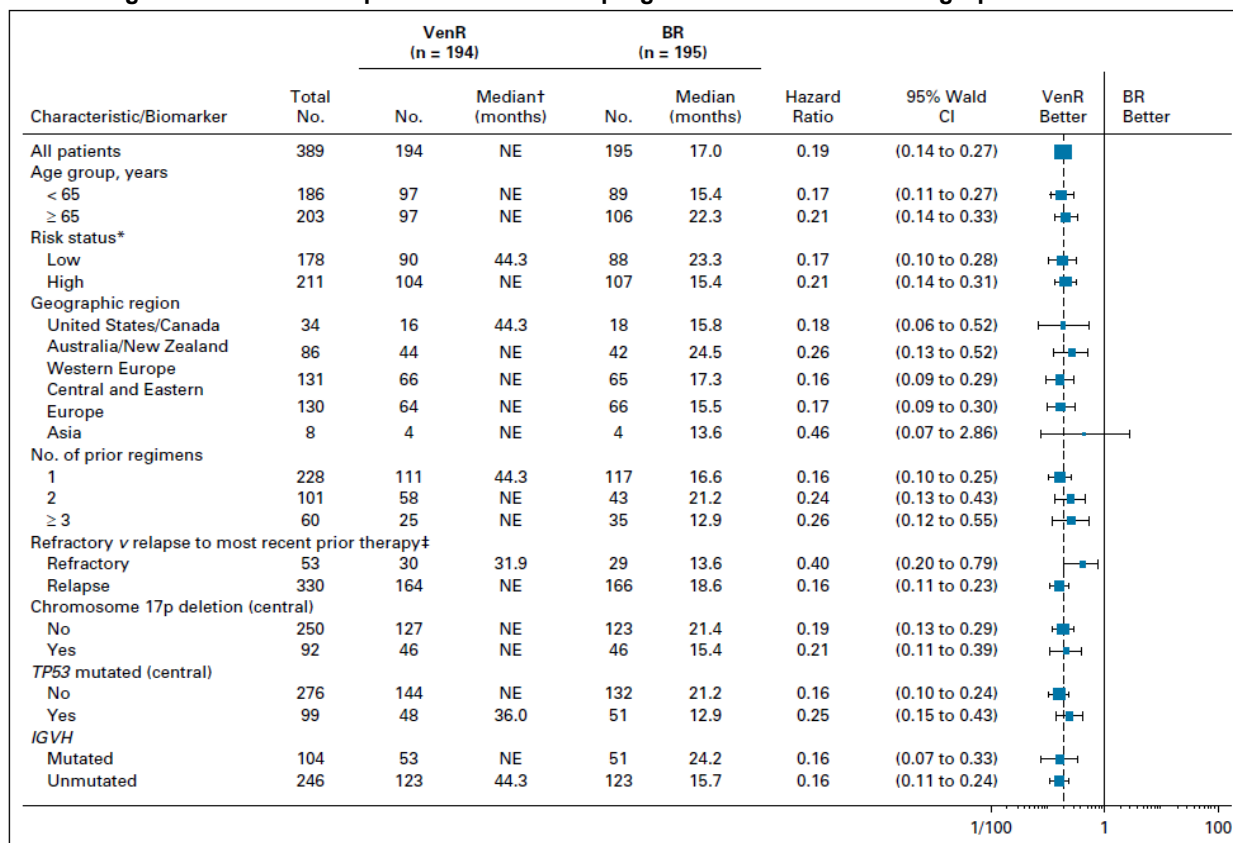 VenR BR
(n = 194) (n = 195)
Total Median† Median Hazard 95% Wald VenR BR
Characteristic/Biomarker No. No. (months) No. (months) Ratio CI Better Better
All patients 389 194 NE 195 17.0 0.19 (0.14 to 0.27)
Age group, years
< 65 186 97 NE 89 15.4 0.17 (0.11 to 0.27)
≥ 65 203 97 NE 106 22.3 0.21 (0.14 to 0.33)
Risk status*
Low 178 90 44.3 88 23.3 0.17 (0.10 to 0.28)
High 211 104 NE 107 15.4 0.21 (0.14 to 0.31)
Geographic region
United States/Canada 34 16 44.3 18 15.8 0.18 (0.06 to 0.52)
Australia/New Zealand 86 44 NE 42 24.5 0.26 (0.13 to 0.52)
Western Europe 131 66 NE 65 17.3 0.16 (0.09 to 0.29)
Central and Eastern
Europe 130 64 NE 66 15.5 0.17 (0.09 to 0.30)
Asia 8 4 NE 4 13.6 0.46 (0.07 to 2.86)
No. of prior regimens
1 228 111 44.3 117 16.6 0.16 (0.10 to 0.25)
2 101 58 NE 43 21.2 0.24 (0.13 to 0.43)
≥ 3 60 25 NE 35 12.9 0.26 (0.12 to 0.55)
Refractory v relapse to most recent prior therapy‡
Refractory 53 30 31.9 29 13.6 0.40 (0.20 to 0.79)
Relapse 330 164 NE 166 18.6 0.16 (0.11 to 0.23)
Chromosome 17p deletion (central)
No 250 127 NE 123 21.4 0.19 (0.13 to 0.29)
Yes 92 46 NE 46 15.4 0.21 (0.11 to 0.39)
TP53 mutated (central)
No 276 144 NE 132 21.2 0.16 (0.10 to 0.24)
Yes 99 48 36.0 51 12.9 0.25 (0.15 to 0.43)
IGVH
Mutated 104 53 NE 51 24.2 0.16 (0.07 to 0.33)
Unmutated 246 123 44.3 123 15.7 0.16 (0.11 to 0.24)
1/100 1 100